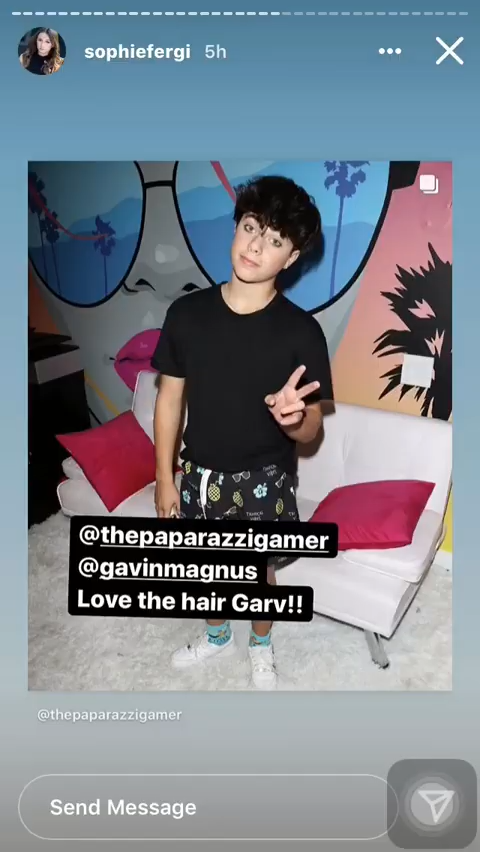 sophiefergi 5h
@thepaparazzigamer
@gavinmagnus
Love the hair Garv!!
@thepaparazzigamer
Send Message